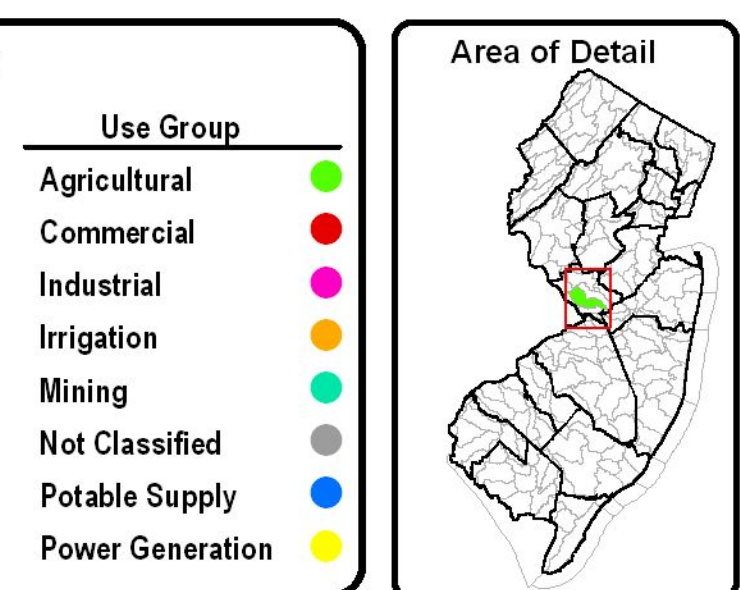 Use Group
Agricultural
Commercial
Industrial
Irrigation
Mining
Not Classified
Potable Supply
Power Generation
Area of Detail